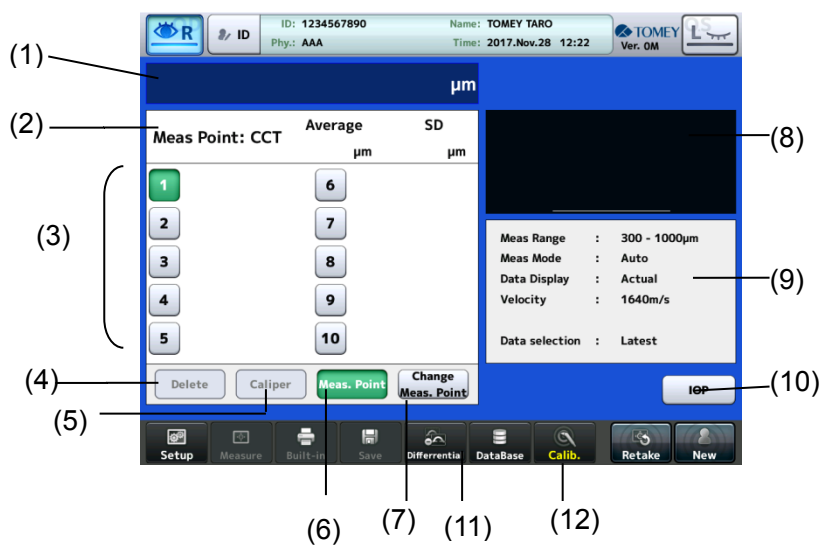 R
ID
ID: 1234567890 Name: TOMEY TARO
Phy.: AAA Time: 2017.Nov.28 12:22
TOMEY
Ver. 0M
L
(1)
µm
(2)
Meas Point: CCT
Average SD
µm µm
(3)
1 6
2 7
3 8
4 9
5 10
(8)
Meas Range : 300 - 1000µm
Meas Mode : Auto
Data Display : Actual
Velocity : 1640m/s
Data selection : Latest
(9)
(4)
Delete Caliper Meas. Point Change
Meas. Point
IOP
(10)
(5)
Setup Measure Built-in Save Differrential DataBase Calib. Retake New
(6) (7) (11) (12)